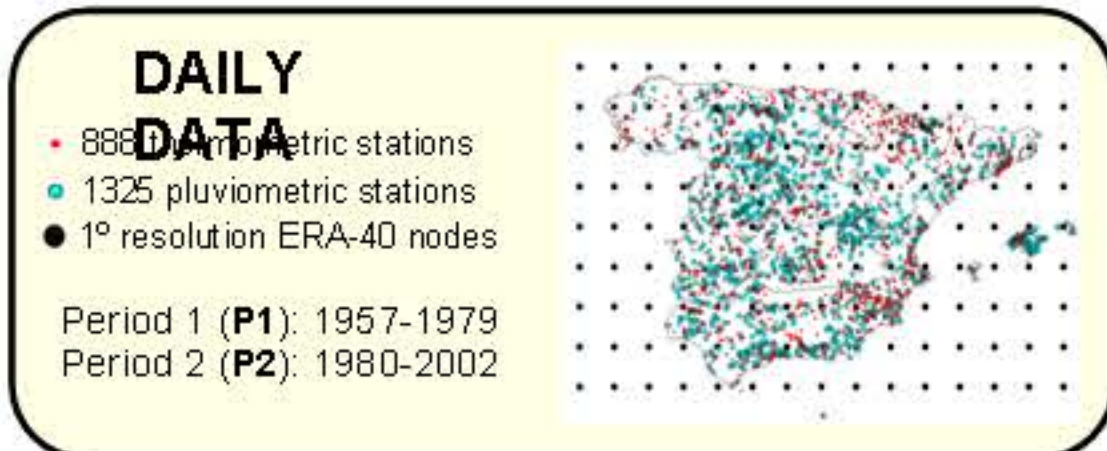 DAILY
DATA
888 thermometric stations
1325 pluviometric stations
1º resolution ERA-40 nodes
Period 1 (P1): 1957-1979
Period 2 (P2): 1980-2002